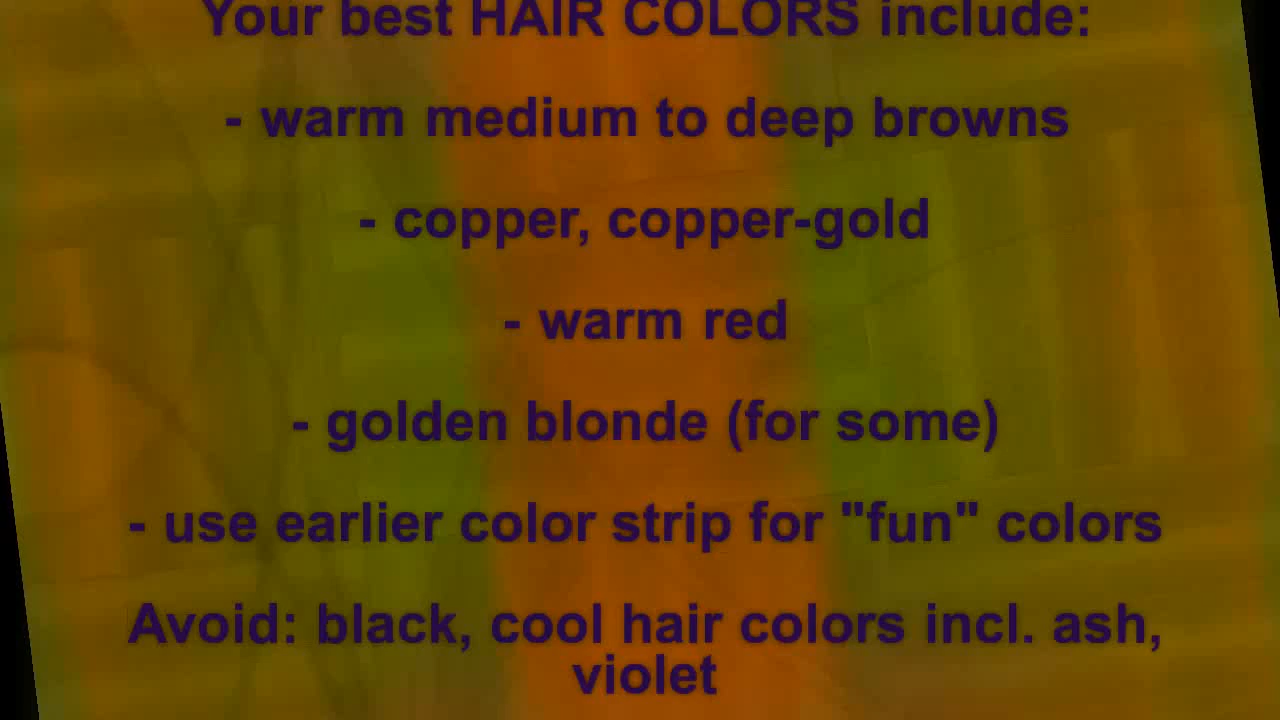 Your best HAIR COLORS include:
- warm medium to deep browns
- copper, copper-gold
- warm red
- golden blonde (for some)
- use earlier color strip for "fun" colors
Avoid: black, cool hair colors incl. ash,
violet